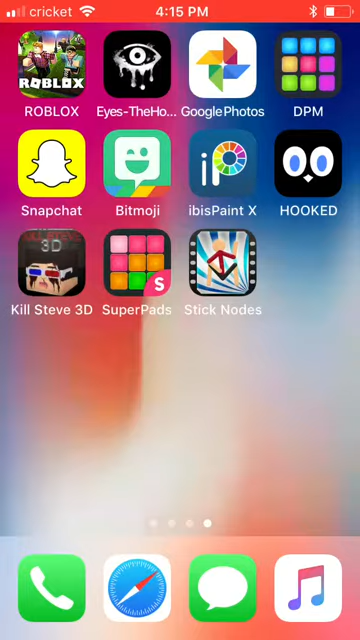 cricket 4:15 PM
ROBLOX
ROBLOX Eyes-TheHo... Google Photos DPM
iP
Snapchat Bitmoji ibisPaint X HOOKED
3D S
Kill Steve 3D SuperPads Stick Nodes